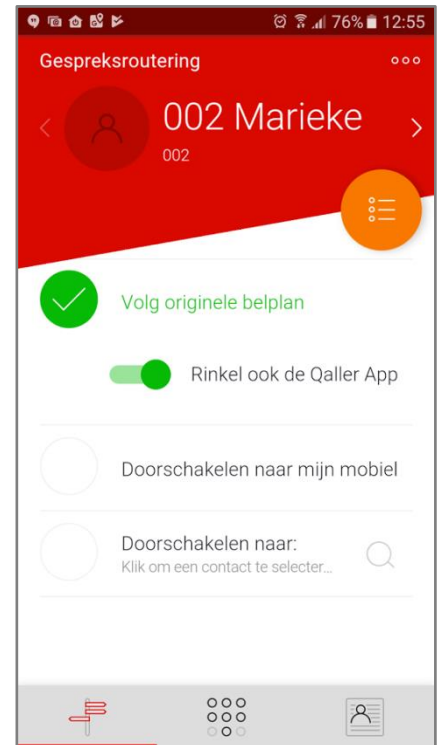 76% 12:55
Gespreksroutering
002 Marieke
002
Volg originele belplan
Rinkel ook de Qaller App
Doorschakelen naar mijn mobiel
Doorschakelen naar:
Klik om een contact te selecter...